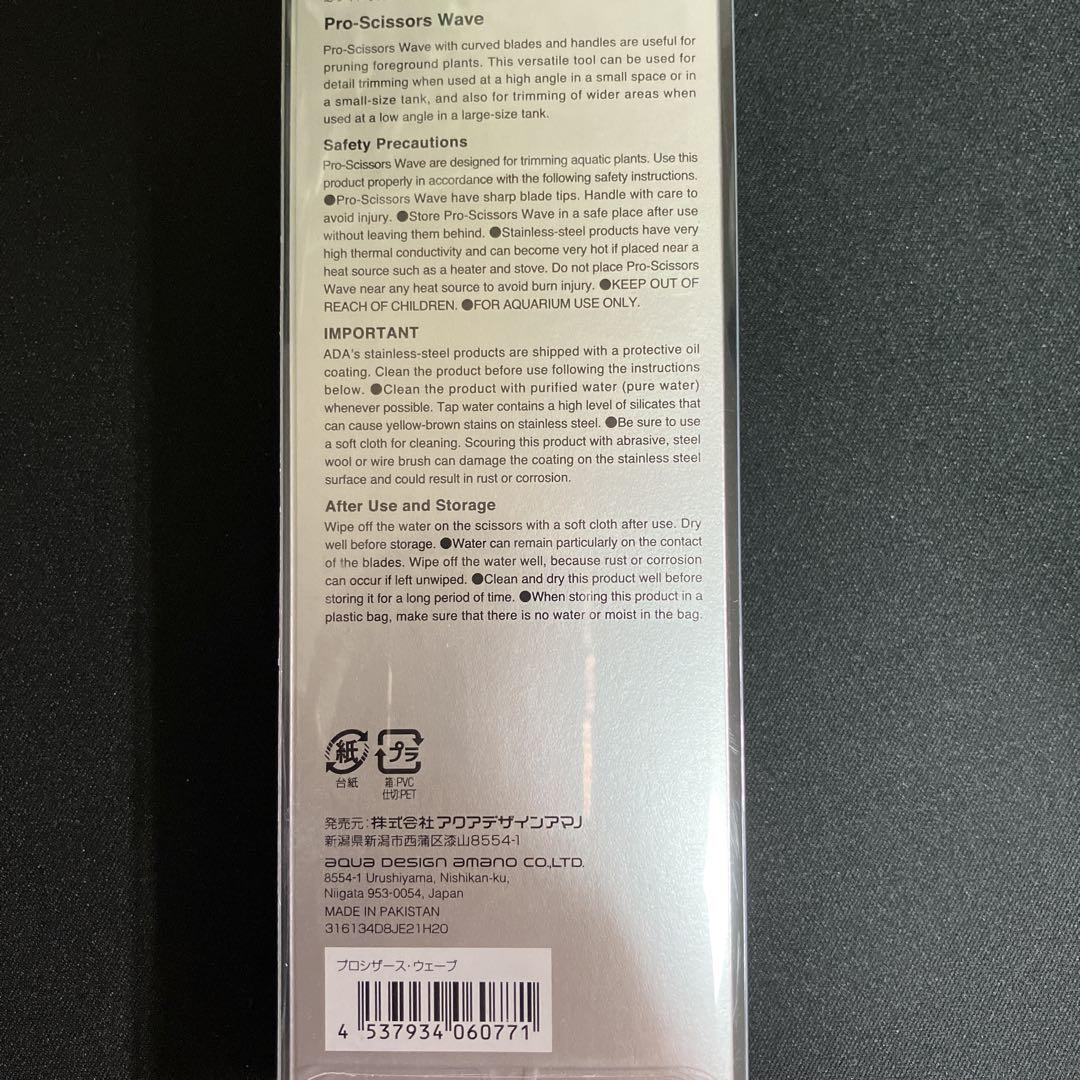 Pro-Scissors Wave
Pro-Scissors Wave with curved blades and handles are useful for
pruning foreground plants. This versatile tool can be used for
detail trimming when used at a high angle in a small space or in
a small-size tank, and also for trimming of wider areas when
used at a low angle in a large-size tank.
Safety Precautions
Pro-Scissors Wave are designed for trimming aquatic plants. Use this
product properly in accordance with the following safety instructions.
●Pro-Scissors Wave have sharp blade tips. Handle with care to
avoid injury. ●Store Pro-Scissors Wave in a safe place after use
without leaving them behind. ●Stainless-steel products have very
high thermal conductivity and can become very hot if placed near a
heat source such as a heater and stove. Do not place Pro-Scissors
Wave near any heat source to avoid burn injury. ●KEEP OUT OF
REACH OF CHILDREN. ●FOR AQUARIUM USE ONLY.
IMPORTANT
ADA's stainless-steel products are shipped with a protective oil
coating. Clean the product before use following the instructions
below. ●Clean the product with purified water (pure water)
whenever possible. Tap water contains a high level of silicates that
can cause yellow-brown stains on stainless steel. ●Be sure to use
a soft cloth for cleaning. Scouring this product with abrasive, steel
wool or wire brush can damage the coating on the stainless steel
surface and could result in rust or corrosion.
After Use and Storage
Wipe off the water on the scissors with a soft cloth after use. Dry
well before storage. ●Water can remain particularly on the contact
of the blades. Wipe off the water well, because rust or corrosion
can occur if left unwiped. ●Clean and dry this product well before
storing it for a long period of time. ●When storing this product in a
plastic bag, make sure that there is no water or moist in the bag.
紙 プラ
台紙 箱:PVC
仕切:PET
発売元:株式会社アクアデザインアマノ
新潟県新潟市西蒲区漆山8554-1
AQUA DESIGN AMANO CO.,LTD.
8554-1 Urushiyama, Nishikan-ku,
Niigata 953-0054, Japan
MADE IN PAKISTAN
316134D8JE21H20
プロシザース・ウェーブ
4 537934 060771